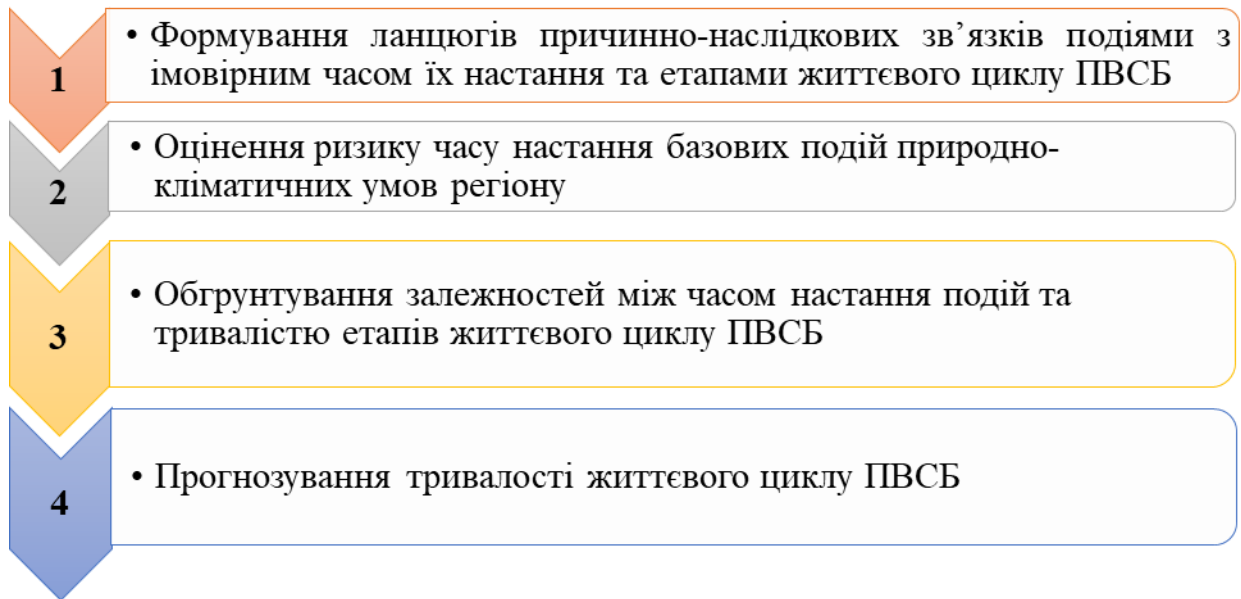 1
• Формування ланцюгів причинно-наслідкових зв’язків подіями з
імовірним часом їх настання та етапами життєвого циклу ПВСБ
2
• Оцінення ризику часу настання базових подій природно-
кліматичних умов регіону
3
• Обгрунтування залежностей між часом настання подій та
тривалістю етапів життєвого циклу ПВСБ
4
• Прогнозування тривалості життєвого циклу ПВСБ